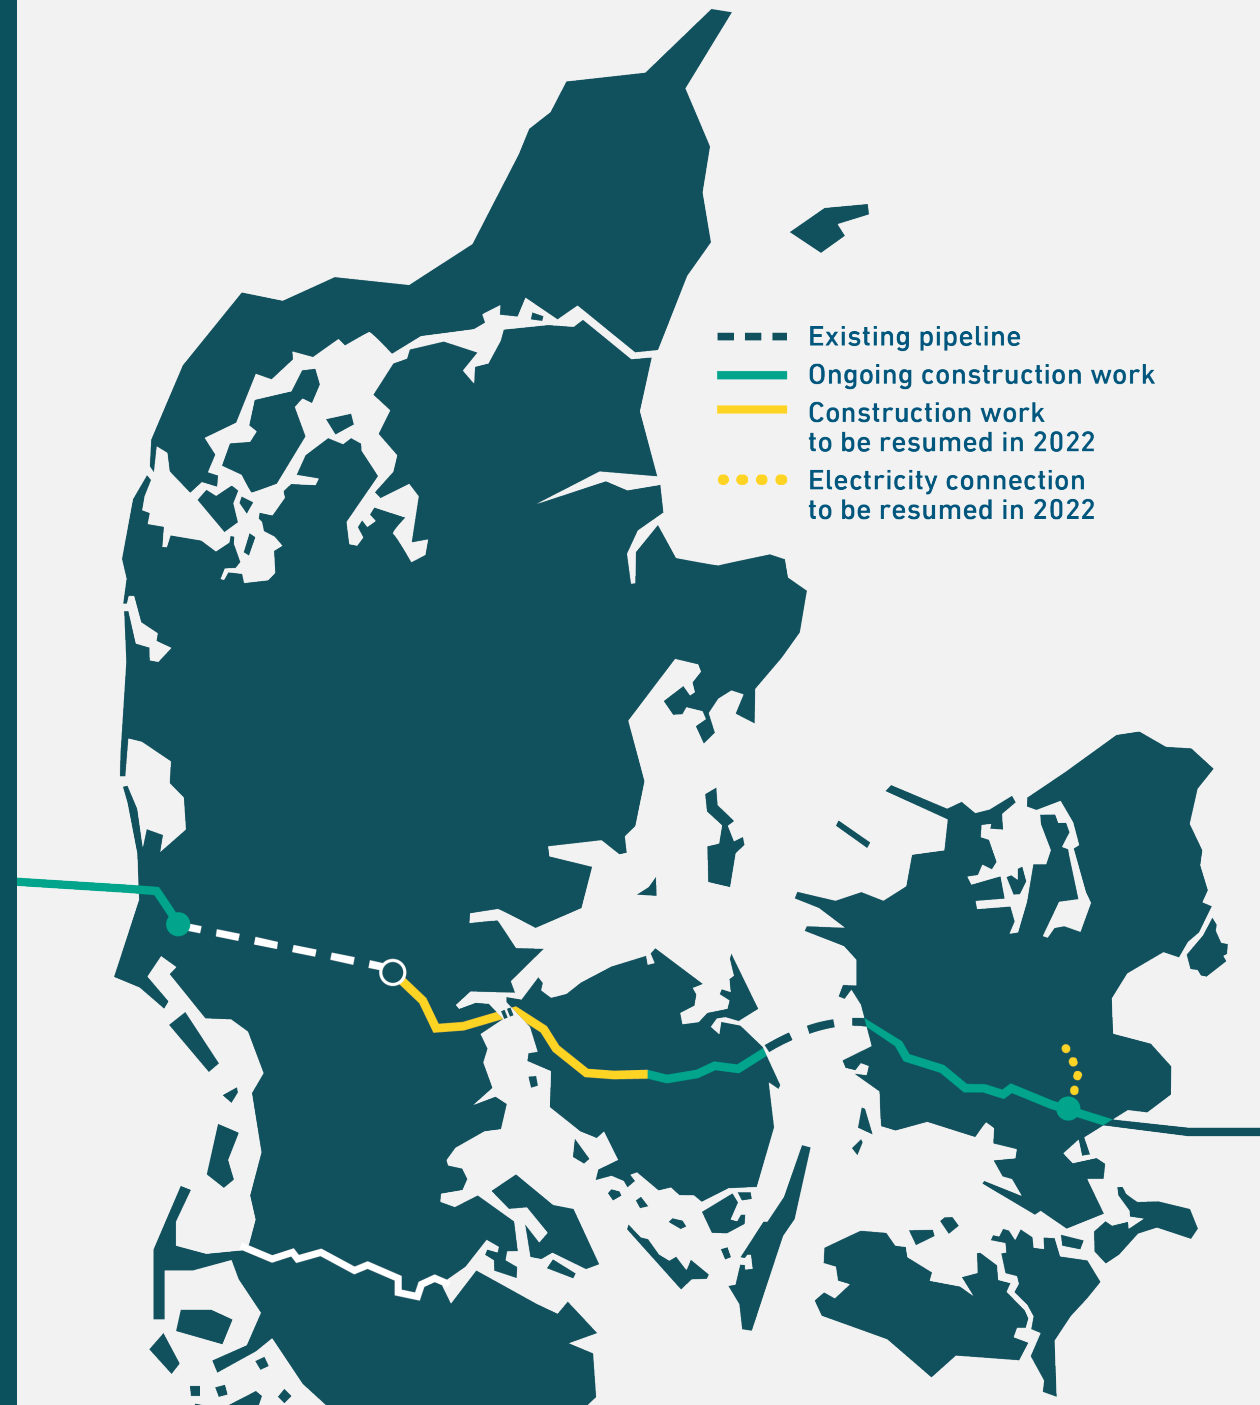 Existing pipeline
Ongoing construction work
Construction work
to be resumed in 2022
Electricity connection
to be resumed in 2022